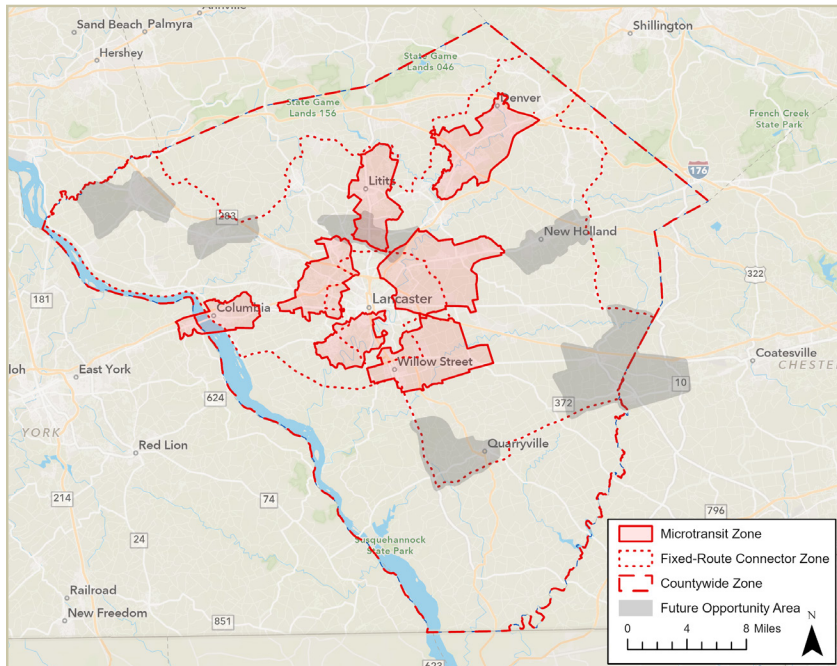 Sand Beach
Palmyra
Shillington
Hershey
State Game
Lands 046
State Game
Lands 156
Denver
French Creek
State Park
176
Lititz
283
New Holland
181
322
Columbia
Lancaster
East York
Willow Street
Coatesville
CHESTER
624
10
YORK
372
Red Lion
Quarryville
214
74
796
24
Susquehannock
State Park
Railroad
New Freedom
851
623
Microtransit Zone
Fixed-Route Connector Zone
Countywide Zone
Future Opportunity Area
0 4 8 Miles
N